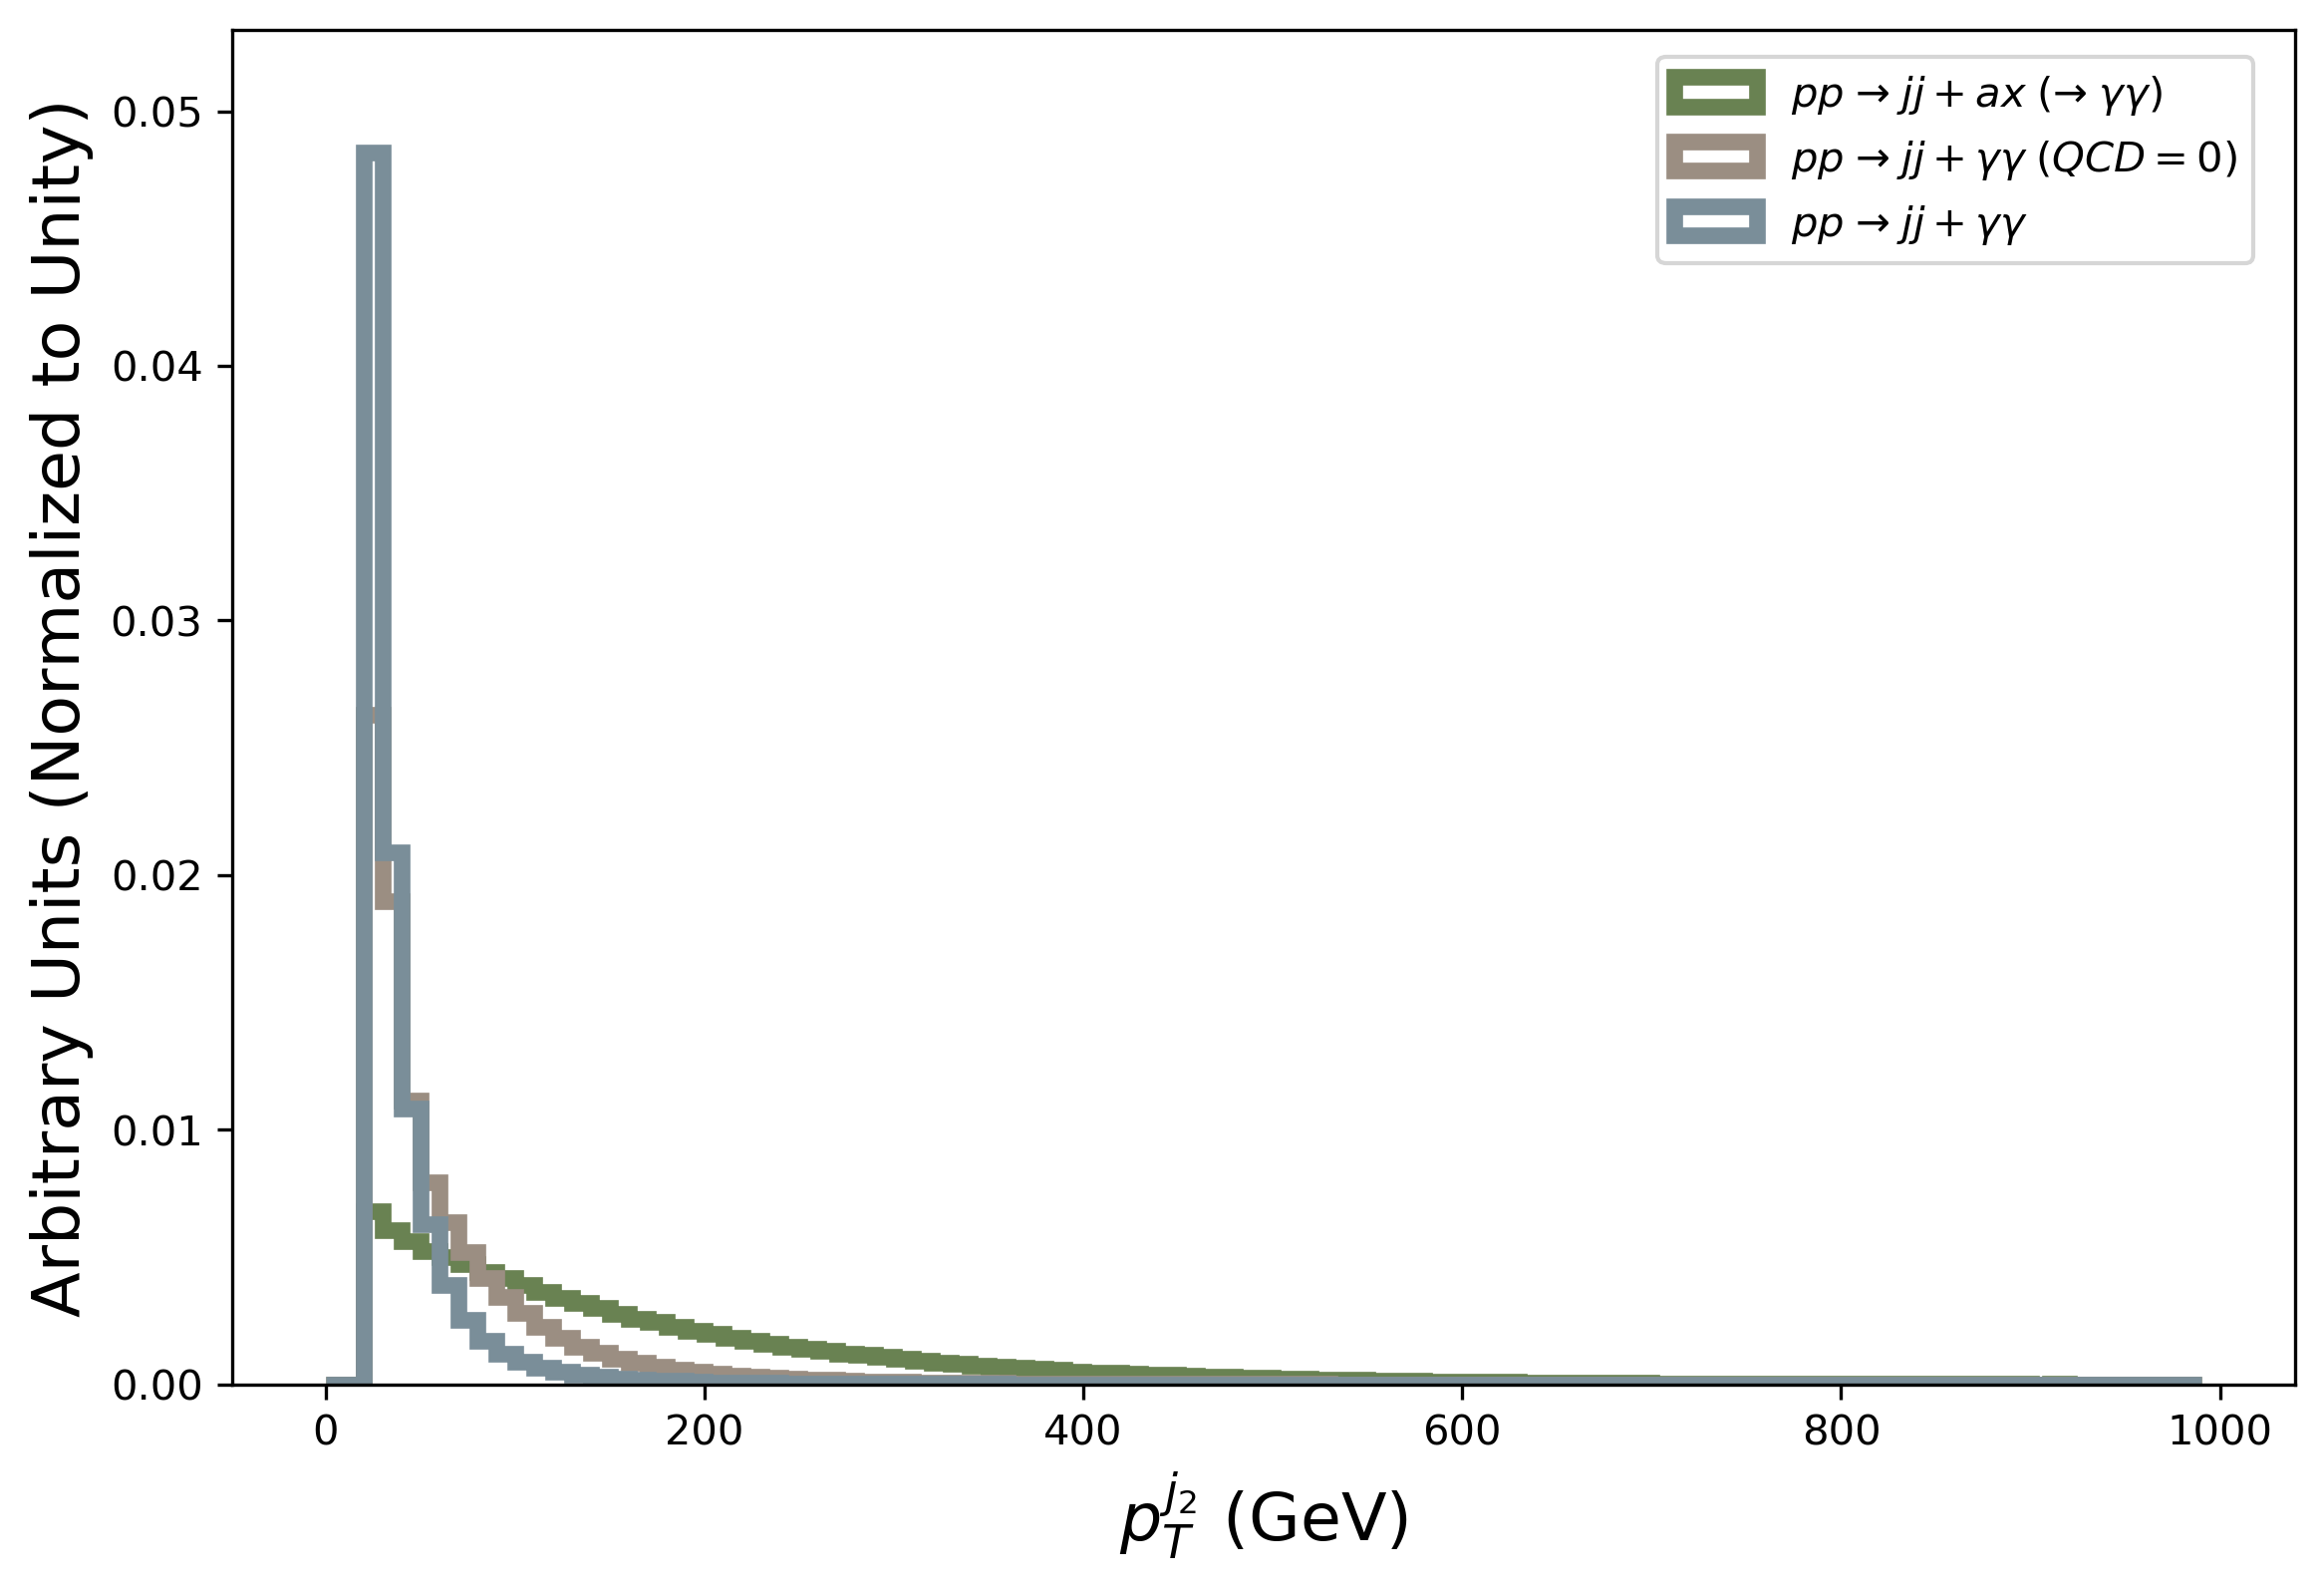 Arbitrary Units (Normalized to Unity)
0.05
0.04
0.03
0.02
0.01
0.00
0 200 400 600 800 1000
$p_T^{j_2}$ (GeV)
pp → jj + ax (→ γγ)
pp → jj + γγ (QCD = 0)
pp → jj + γγ